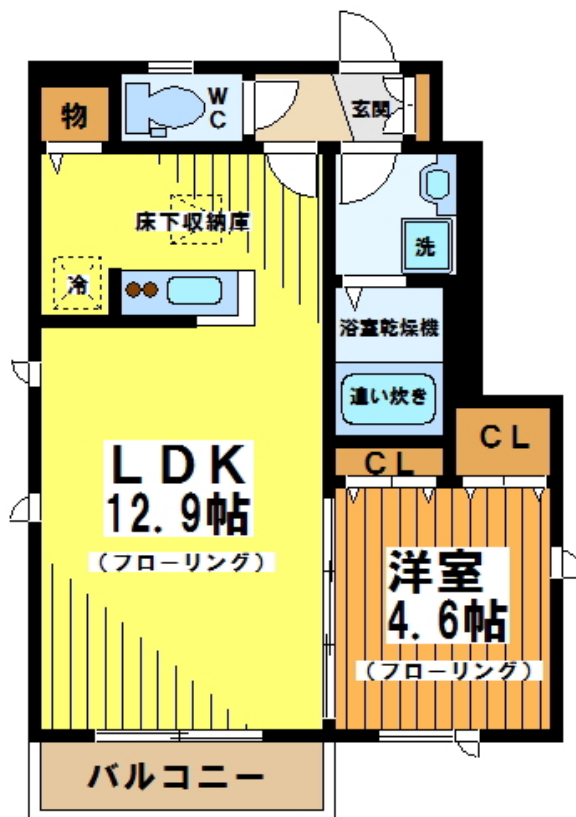 物
WC
玄関
床下収納庫
洗
冷
浴室乾燥機
追い炊き
CL
CL
LDK
12.9帖
(フローリング)
洋室
4.6帖
(フローリング)
バルコニー